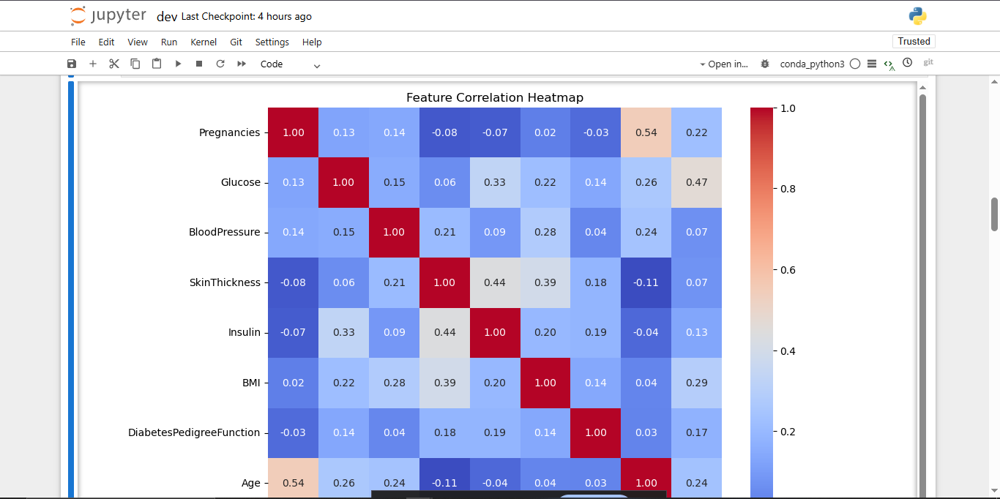 jupyter dev Last Checkpoint: 4 hours ago
File Edit View Run Kernel Git Settings Help Trusted
Code Open in... conda_python3 git
Feature Correlation Heatmap
Pregnancies 1.00 0.13 0.14 -0.08 -0.07 0.02 -0.03 0.54 0.22 1.0
Glucose 0.13 1.00 0.15 0.06 0.33 0.22 0.14 0.26 0.47 0.8
BloodPressure 0.14 0.15 1.00 0.21 0.09 0.28 0.04 0.24 0.07
SkinThickness -0.08 0.06 0.21 1.00 0.44 0.39 0.18 -0.11 0.07 0.6
Insulin -0.07 0.33 0.09 0.44 1.00 0.20 0.19 -0.04 0.13 0.4
BMI 0.02 0.22 0.28 0.39 0.20 1.00 0.14 0.04 0.29
DiabetesPedigreeFunction -0.03 0.14 0.04 0.18 0.19 0.14 1.00 0.03 0.17 0.2
Age 0.54 0.26 0.24 -0.11 -0.04 0.04 0.03 1.00 0.24